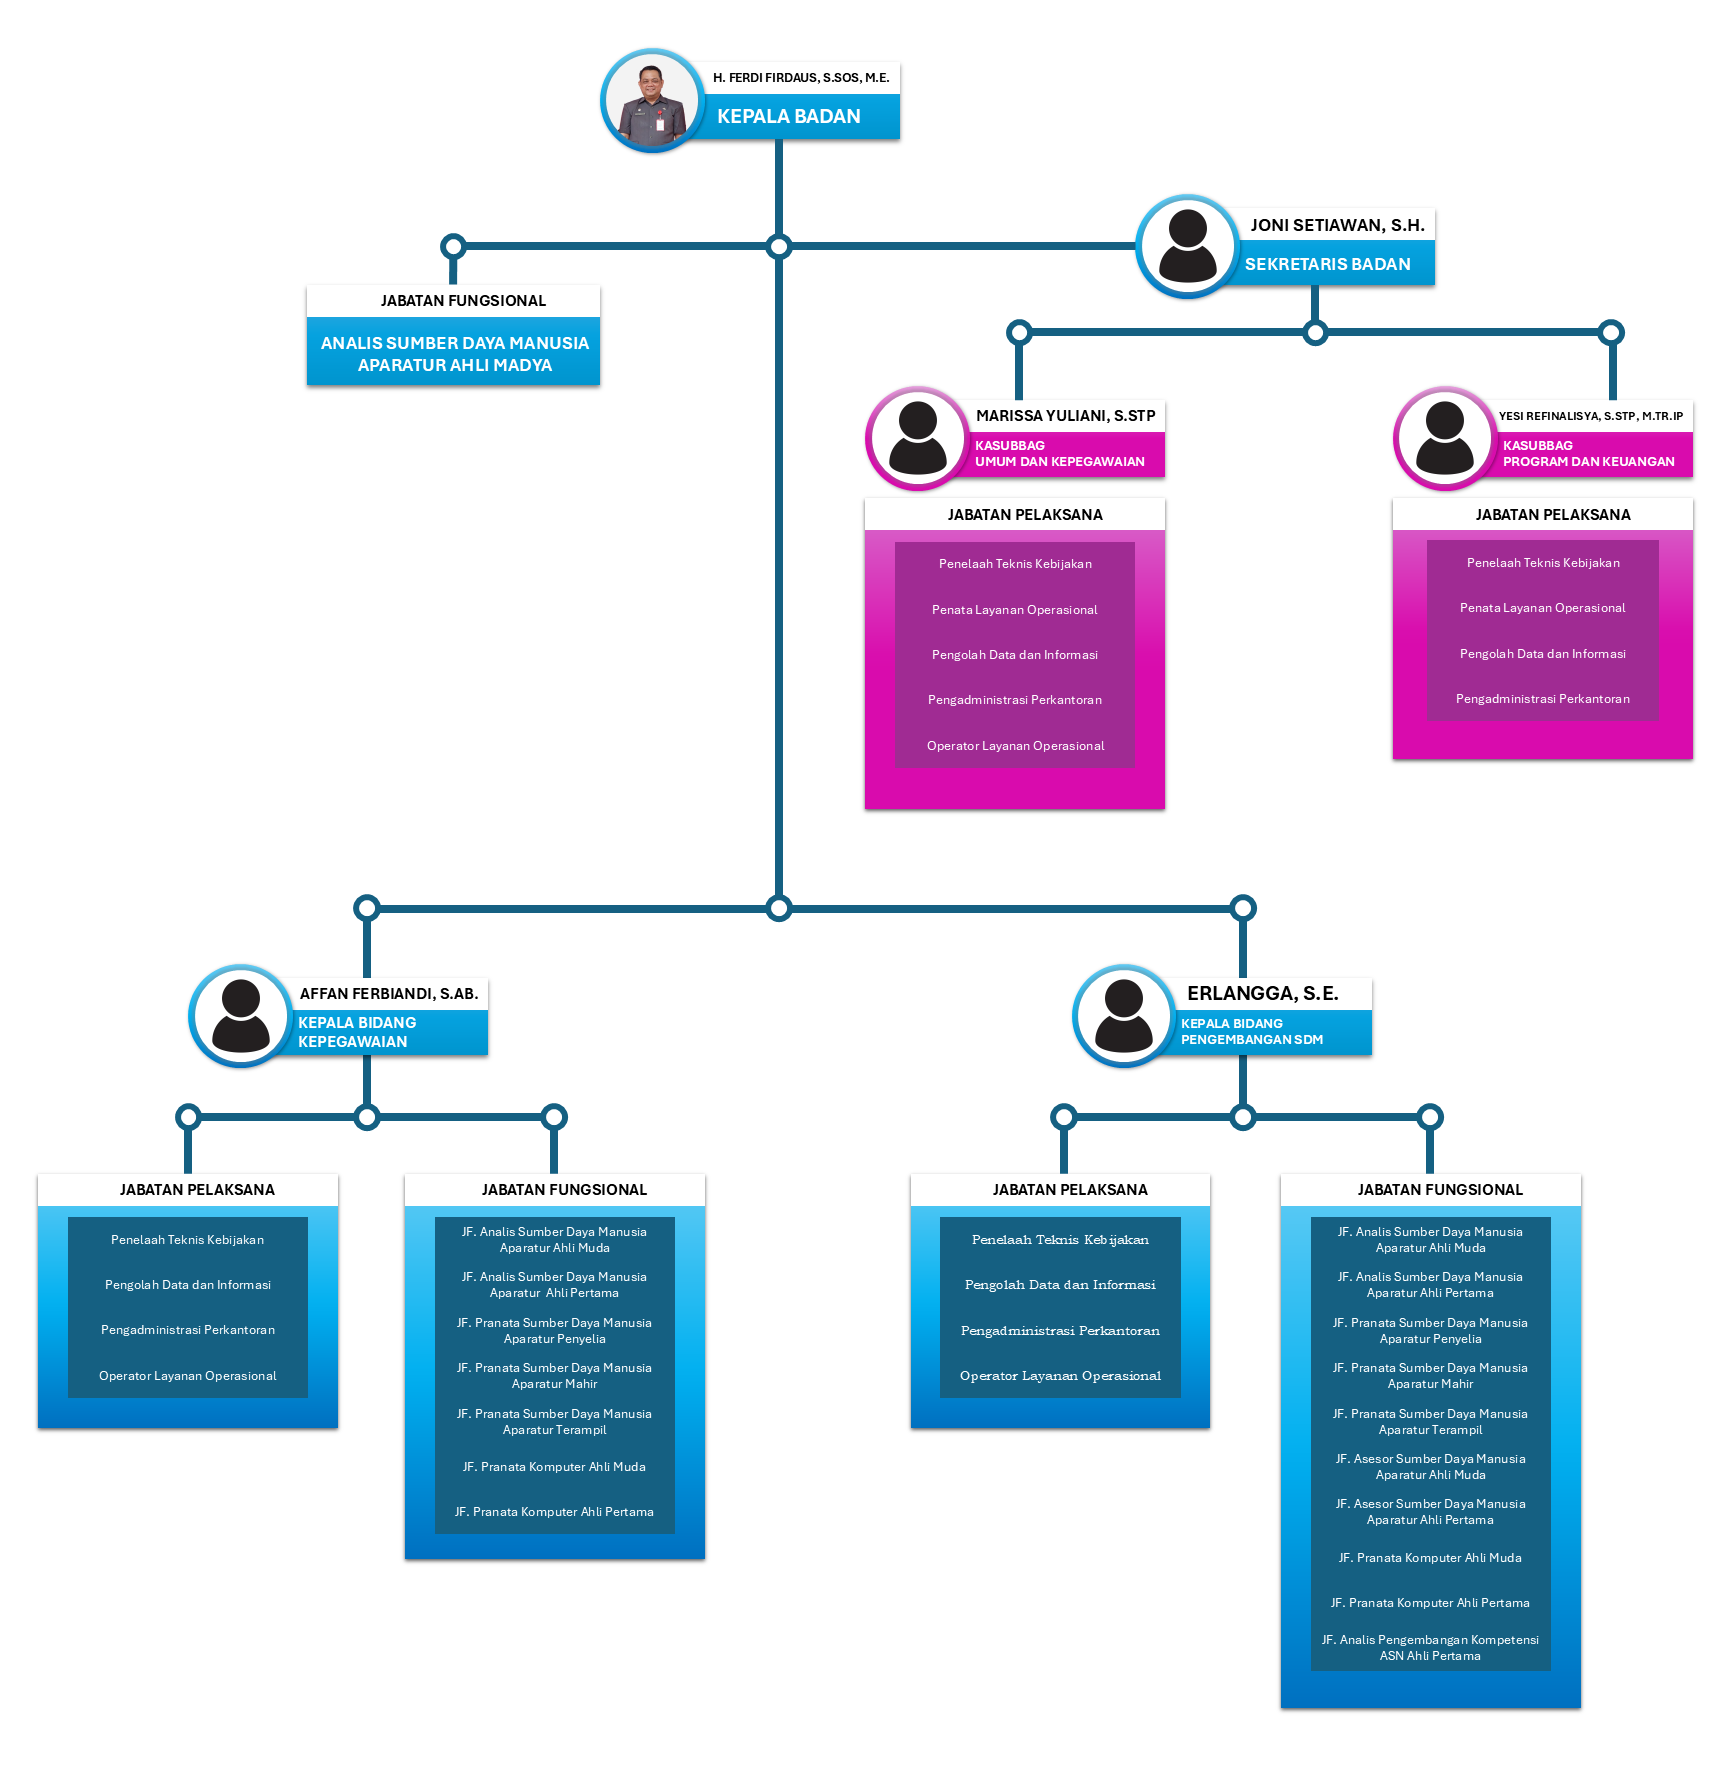 H. FERDI FIRDAUS, S.SOS, M.E.
KEPALA BADAN
JONI SETIAWAN, S.H.
SEKRETARIS BADAN
JABATAN FUNGSIONAL
ANALIS SUMBER DAYA MANUSIA
APARATUR AHLI MADYA
MARISSA YULIANI, S.STP
KASUBBAG
UMUM DAN KEPEGAWAIAN
JABATAN PELAKSANA
Penelaah Teknis Kebijakan
Penata Layanan Operasional
Pengolah Data dan Informasi
Pengadministrasi Perkantoran
Operator Layanan Operasional
YESI REFINALISYA, S.STP, M.TR.IP
KASUBBAG
PROGRAM DAN KEUANGAN
JABATAN PELAKSANA
Penelaah Teknis Kebijakan
Penata Layanan Operasional
Pengolah Data dan Informasi
Pengadministrasi Perkantoran
AFFAN FERBIANDI, S.AB.
KEPALA BIDANG
KEPEGAWAIAN
JABATAN PELAKSANA
Penelaah Teknis Kebijakan
Pengolah Data dan Informasi
Pengadministrasi Perkantoran
Operator Layanan Operasional
JABATAN FUNGSIONAL
JF. Analis Sumber Daya Manusia
Aparatur Ahli Muda
JF. Analis Sumber Daya Manusia
Aparatur  Ahli Pertama
JF. Pranata Sumber Daya Manusia
Aparatur Penyelia
JF. Pranata Sumber Daya Manusia
Aparatur Mahir
JF. Pranata Sumber Daya Manusia
Aparatur Terampil
JF. Pranata Komputer Ahli Muda
JF. Pranata Komputer Ahli Pertama
ERLANGGA, S.E.
KEPALA BIDANG
PENGEMBANGAN SDM
JABATAN PELAKSANA
Penelaah Teknis Kebijakan
Pengolah Data dan Informasi
Pengadministrasi Perkantoran
Operator Layanan Operasional
JABATAN FUNGSIONAL
JF. Analis Sumber Daya Manusia
Aparatur Ahli Muda
JF. Analis Sumber Daya Manusia
Aparatur Ahli Pertama
JF. Pranata Sumber Daya Manusia
Aparatur Penyelia
JF. Pranata Sumber Daya Manusia
Aparatur Mahir
JF. Pranata Sumber Daya Manusia
Aparatur Terampil
JF. Asesor Sumber Daya Manusia
Aparatur Ahli Muda
JF. Asesor Sumber Daya Manusia
Aparatur Ahli Pertama
JF. Pranata Komputer Ahli Muda
JF. Pranata Komputer Ahli Pertama
JF. Analis Pengembangan Kompetensi
ASN Ahli Pertama